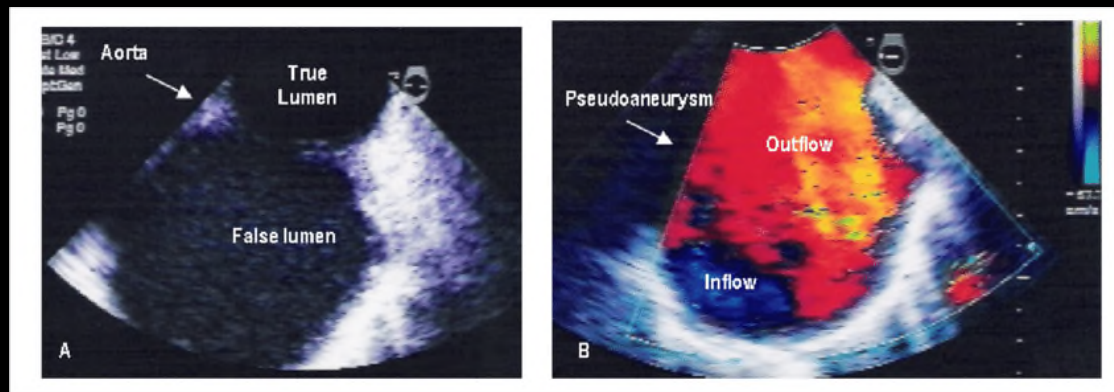 Aorta
True
Lumen
Pg 0
Pg 0
False lumen
A
Pseudoaneurysm
Outflow
Inflow
B